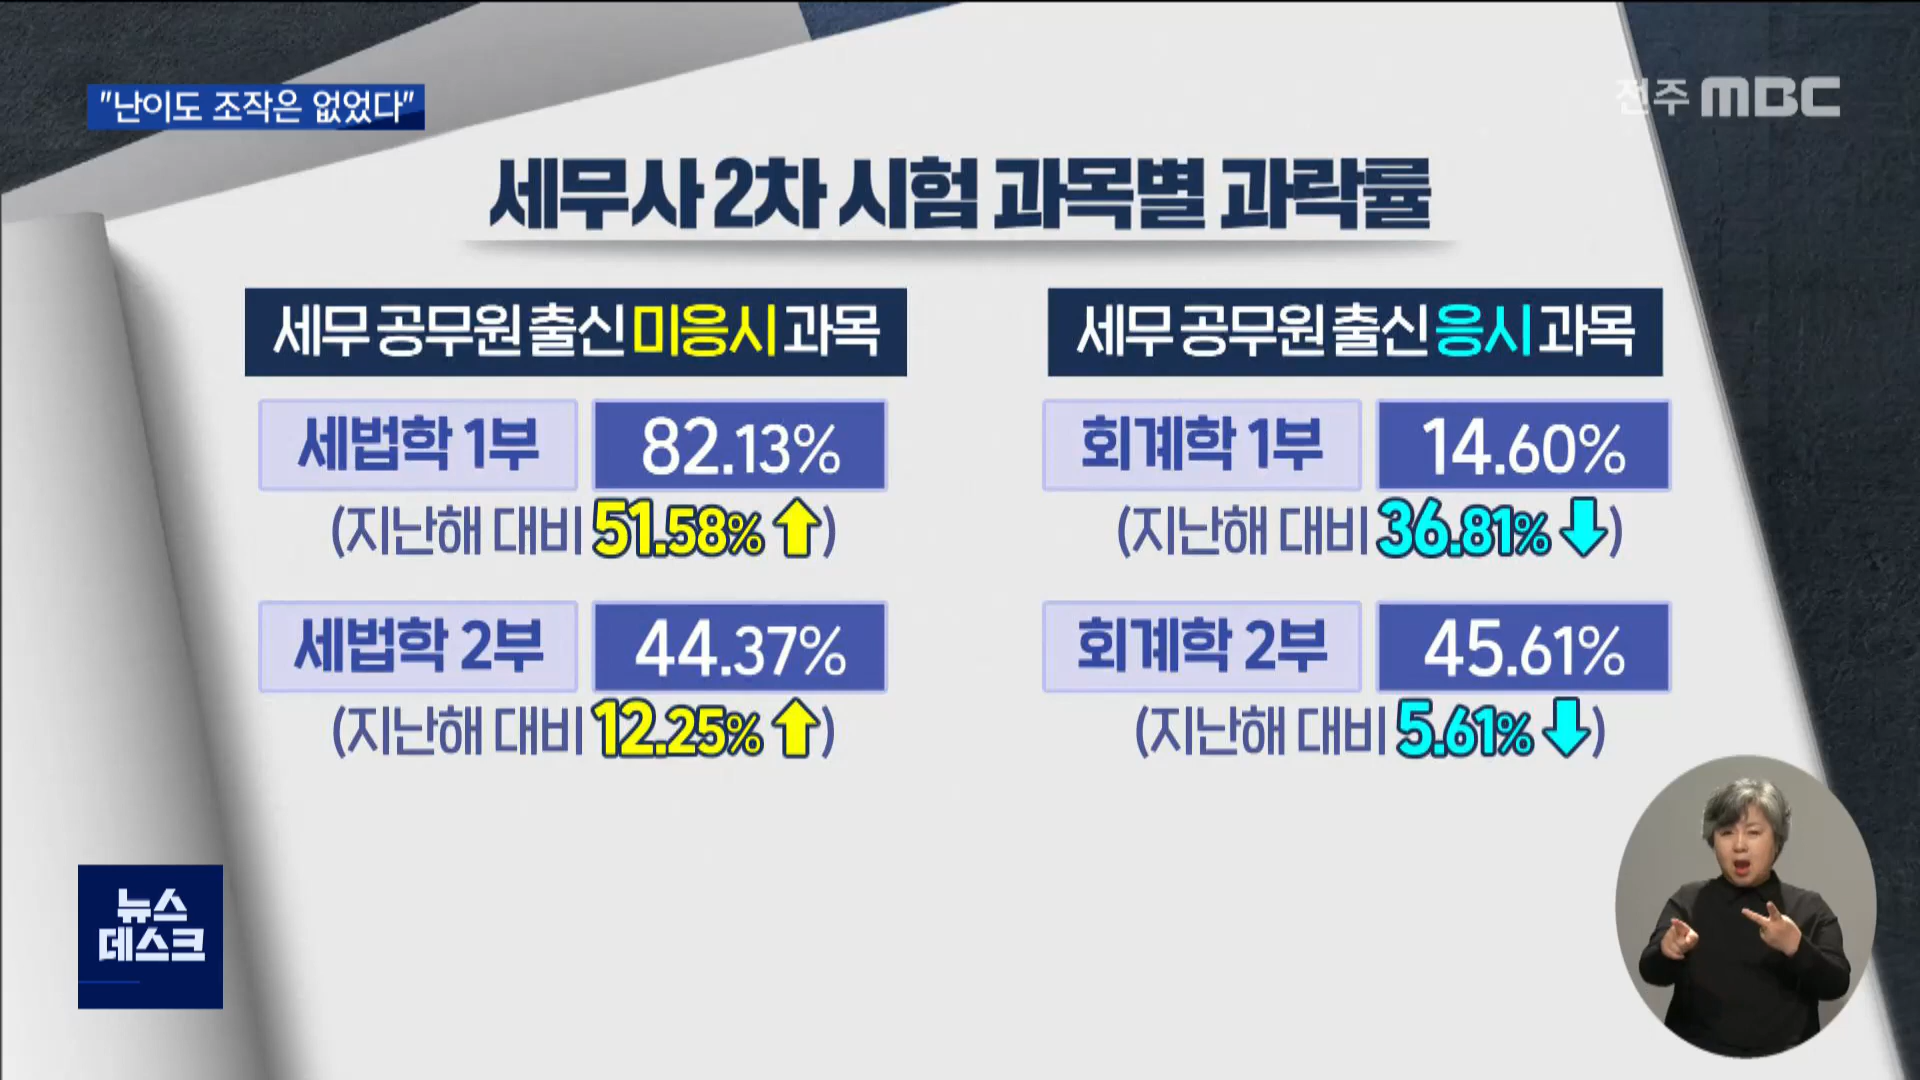 "난이도 조작은 없었다"
전주 MBC
세무사 2차 시험 과목별 과락률
세무 공무원 출신 미응시 과목
세법학 1부 82.13%
(지난해 대비 51.58% ↑)
세법학 2부 44.37%
(지난해 대비 12.25% ↑)
세무 공무원 출신 응시 과목
회계학 1부 14.60%
(지난해 대비 36.81% ↓)
회계학 2부 45.61%
(지난해 대비 5.61% ↓)
뉴스
데스크